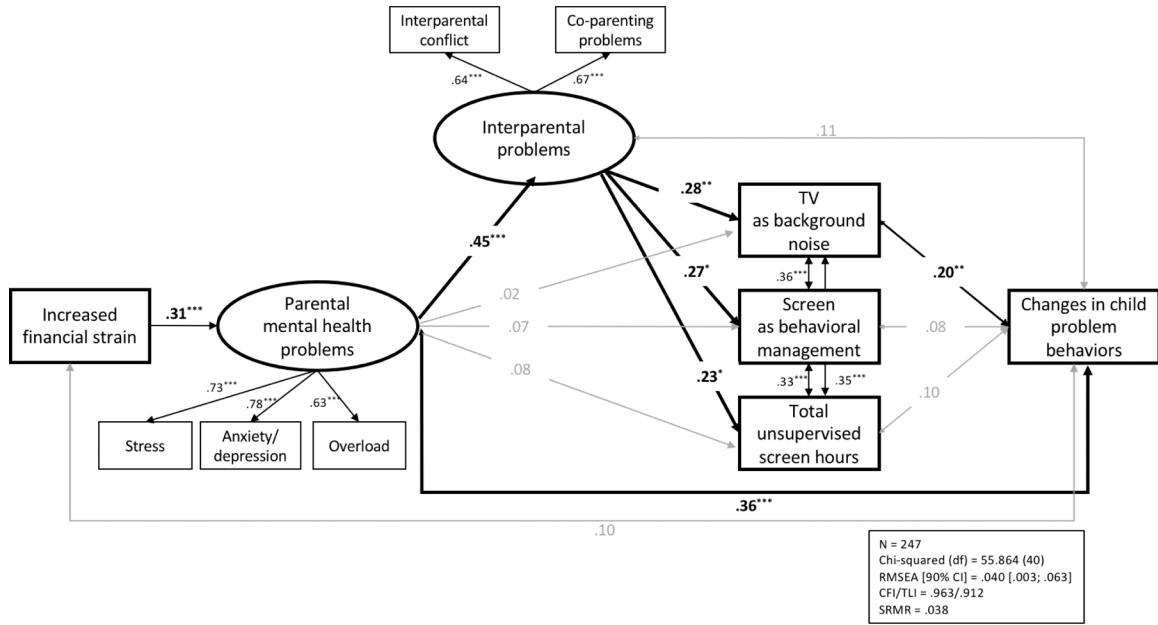 Interparental
conflict
Co-parenting
problems
.64***
.67***
Interparental
problems
.11
.28**
TV
as background
noise
.45***
.20**
.27*
.36***
.02
Increased
financial strain
.31***
Parental
mental health
problems
.07
Screen
as behavioral
management
.08
Changes in child
problem
behaviors
.08
.23*
.33***
.35***
.10
.73***
.78***
.63***
Stress
Anxiety/
depression
Overload
Total
unsupervised
screen hours
.36***
.10
N = 247
Chi-squared (df) = 55.864 (40)
RMSEA [90% CI] = .040 [.003; .063]
CFI/TLI = .963/.912
SRMR = .038